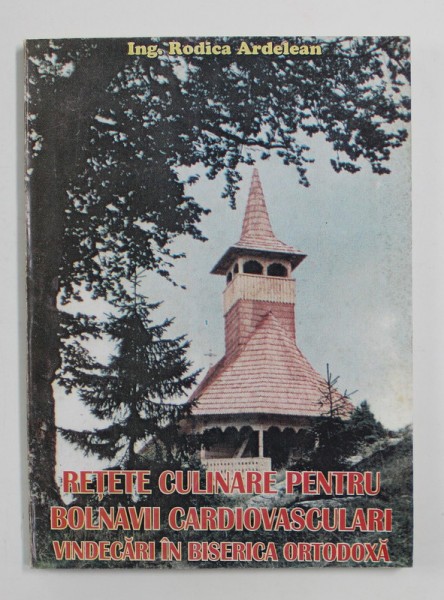 Ing. Rodica Ardelean
REȚETE CULINARE PENTRU
BOLNAVII CARDIOVASCULARI
VINDECĂRI ÎN BISERICA ORTODOXĂ